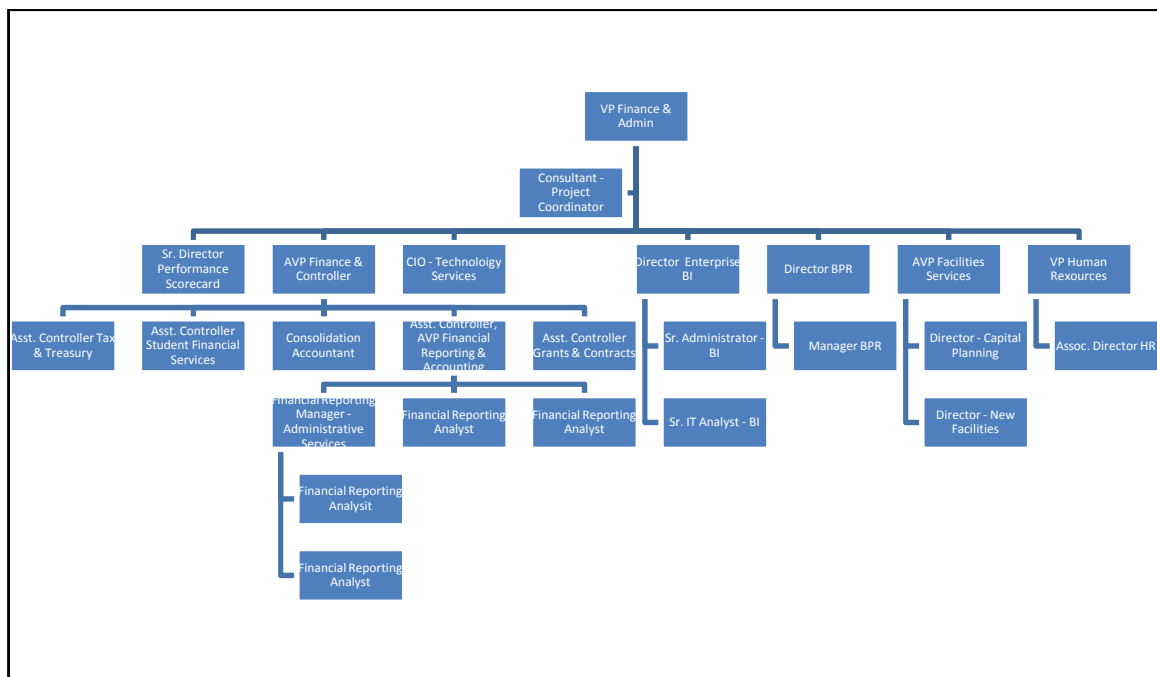 VP Finance &
Admin
Consultant -
Project
Coordinator
Sr. Director
Performance
Scorecard
AVP Finance &
Controller
CIO - Technoloigy
Services
Director Enterprise
BI
Director BPR
AVP Facilities
Services
VP Human
Rexources
Asst. Controller Tax
& Treasury
Asst. Controller
Student Financial
Services
Consolidation
Accountant
Asst. Controller,
AVP Financial
Reporting &
Accounting
Asst. Controller
Grants & Contracts
Sr. Administrator -
BI
Manager BPR
Director - Capital
Planning
Assoc. Director HR
Financial Reporting
Manager -
Administrative
Services
Financial Reporting
Analyst
Financial Reporting
Analyst
Sr. IT Analyst - BI
Director - New
Facilities
Financial Reporting
Analysit
Financial Reporting
Analyst